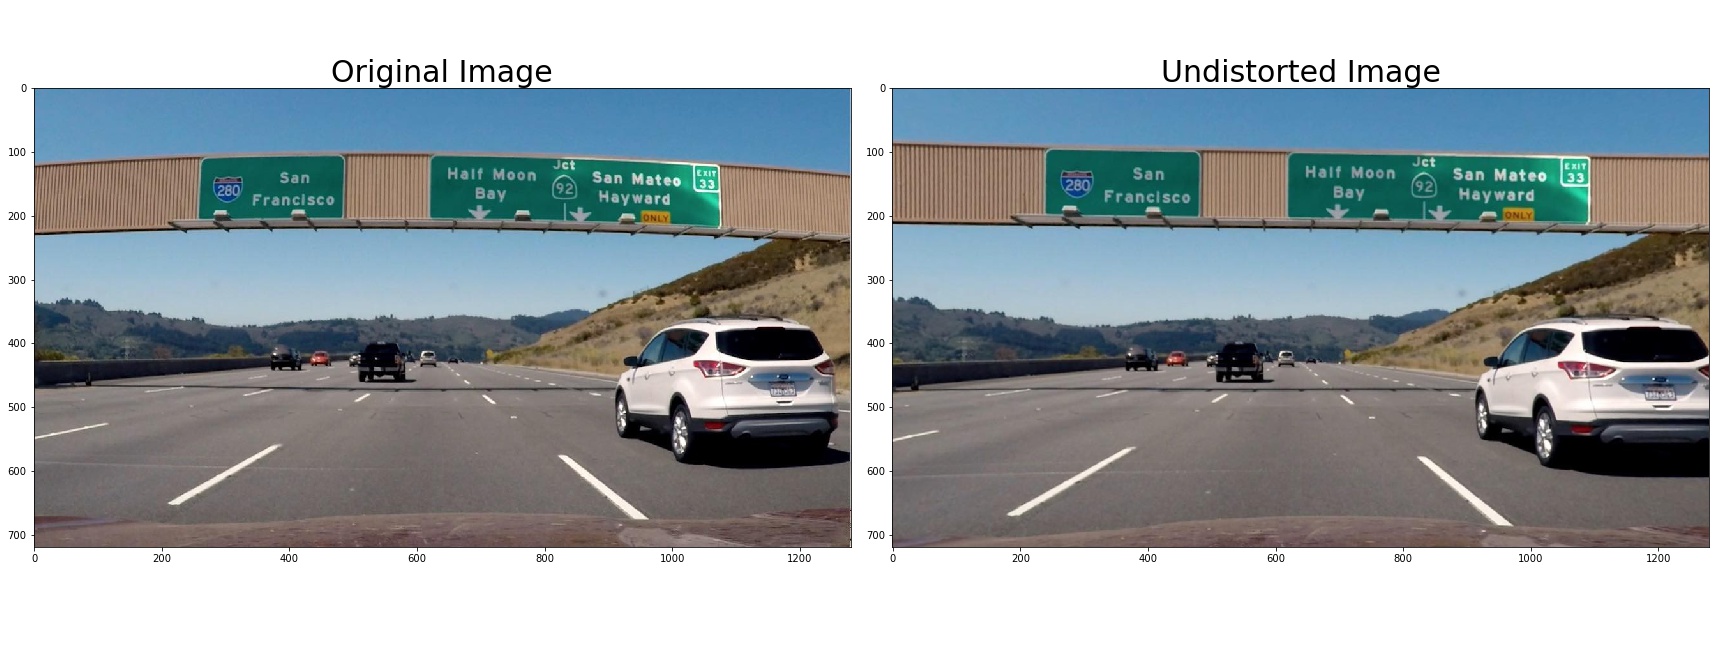 Original Image
0
100
200
300
400
500
600
700
0 200 400 600 800 1000 1200
280
San
Francisco
Half Moon
Bay
Jct
92
San Mateo
Hayward
EXIT
33
ONLY
Undistorted Image
0
100
200
300
400
500
600
700
0 200 400 600 800 1000 1200
280
San
Francisco
Half Moon
Bay
Jct
92
San Mateo
Hayward
EXIT
33
ONLY